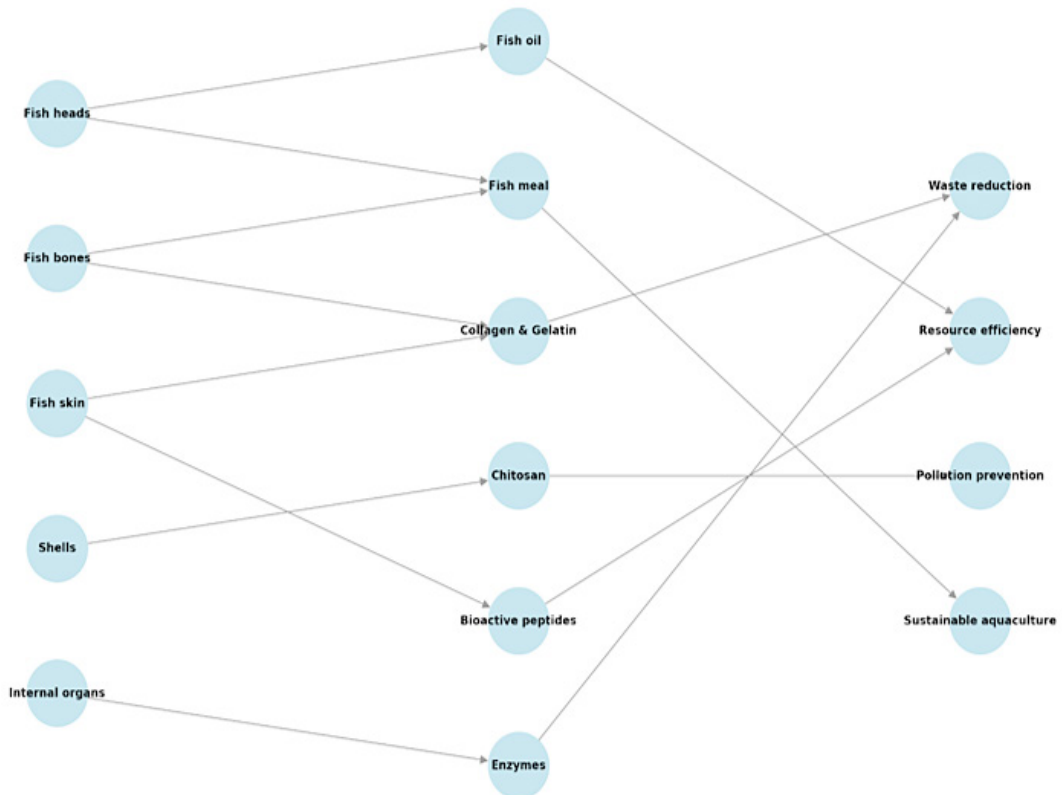 Fish heads
Fish bones
Fish skin
Shells
Internal organs
Fish oil
Fish meal
Collagen & Gelatin
Chitosan
Bioactive peptides
Enzymes
Waste reduction
Resource efficiency
Pollution prevention
Sustainable aquaculture